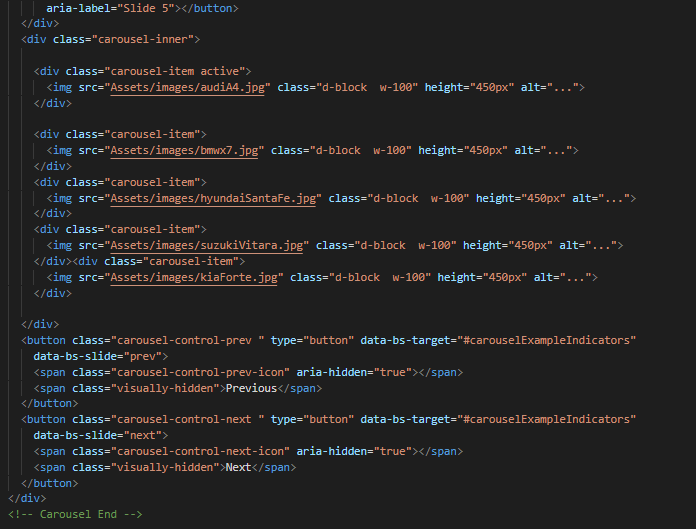 aria-label="Slide 5"></button>
</div>
<div class="carousel-inner">
<div class="carousel-item active">
<img src="Assets/images/audiA4.jpg" class="d-block  w-100" height="450px" alt="...">
</div>
<div class="carousel-item">
<img src="Assets/images/bmwx7.jpg" class="d-block  w-100" height="450px" alt="...">
</div>
<div class="carousel-item">
<img src="Assets/images/hyundaiSantaFe.jpg" class="d-block  w-100" height="450px" alt="...">
</div>
<div class="carousel-item">
<img src="Assets/images/suzukiVitara.jpg" class="d-block  w-100" height="450px" alt="...">
</div><div class="carousel-item">
<img src="Assets/images/kiaForte.jpg" class="d-block  w-100" height="450px" alt="...">
</div>
</div>
<button class="carousel-control-prev " type="button" data-bs-target="#carouselExampleIndicators"
data-bs-slide="prev">
<span class="carousel-control-prev-icon" aria-hidden="true"></span>
<span class="visually-hidden">Previous</span>
</button>
<button class="carousel-control-next " type="button" data-bs-target="#carouselExampleIndicators"
data-bs-slide="next">
<span class="carousel-control-next-icon" aria-hidden="true"></span>
<span class="visually-hidden">Next</span>
</button>
</div>
<!-- Carousel End -->